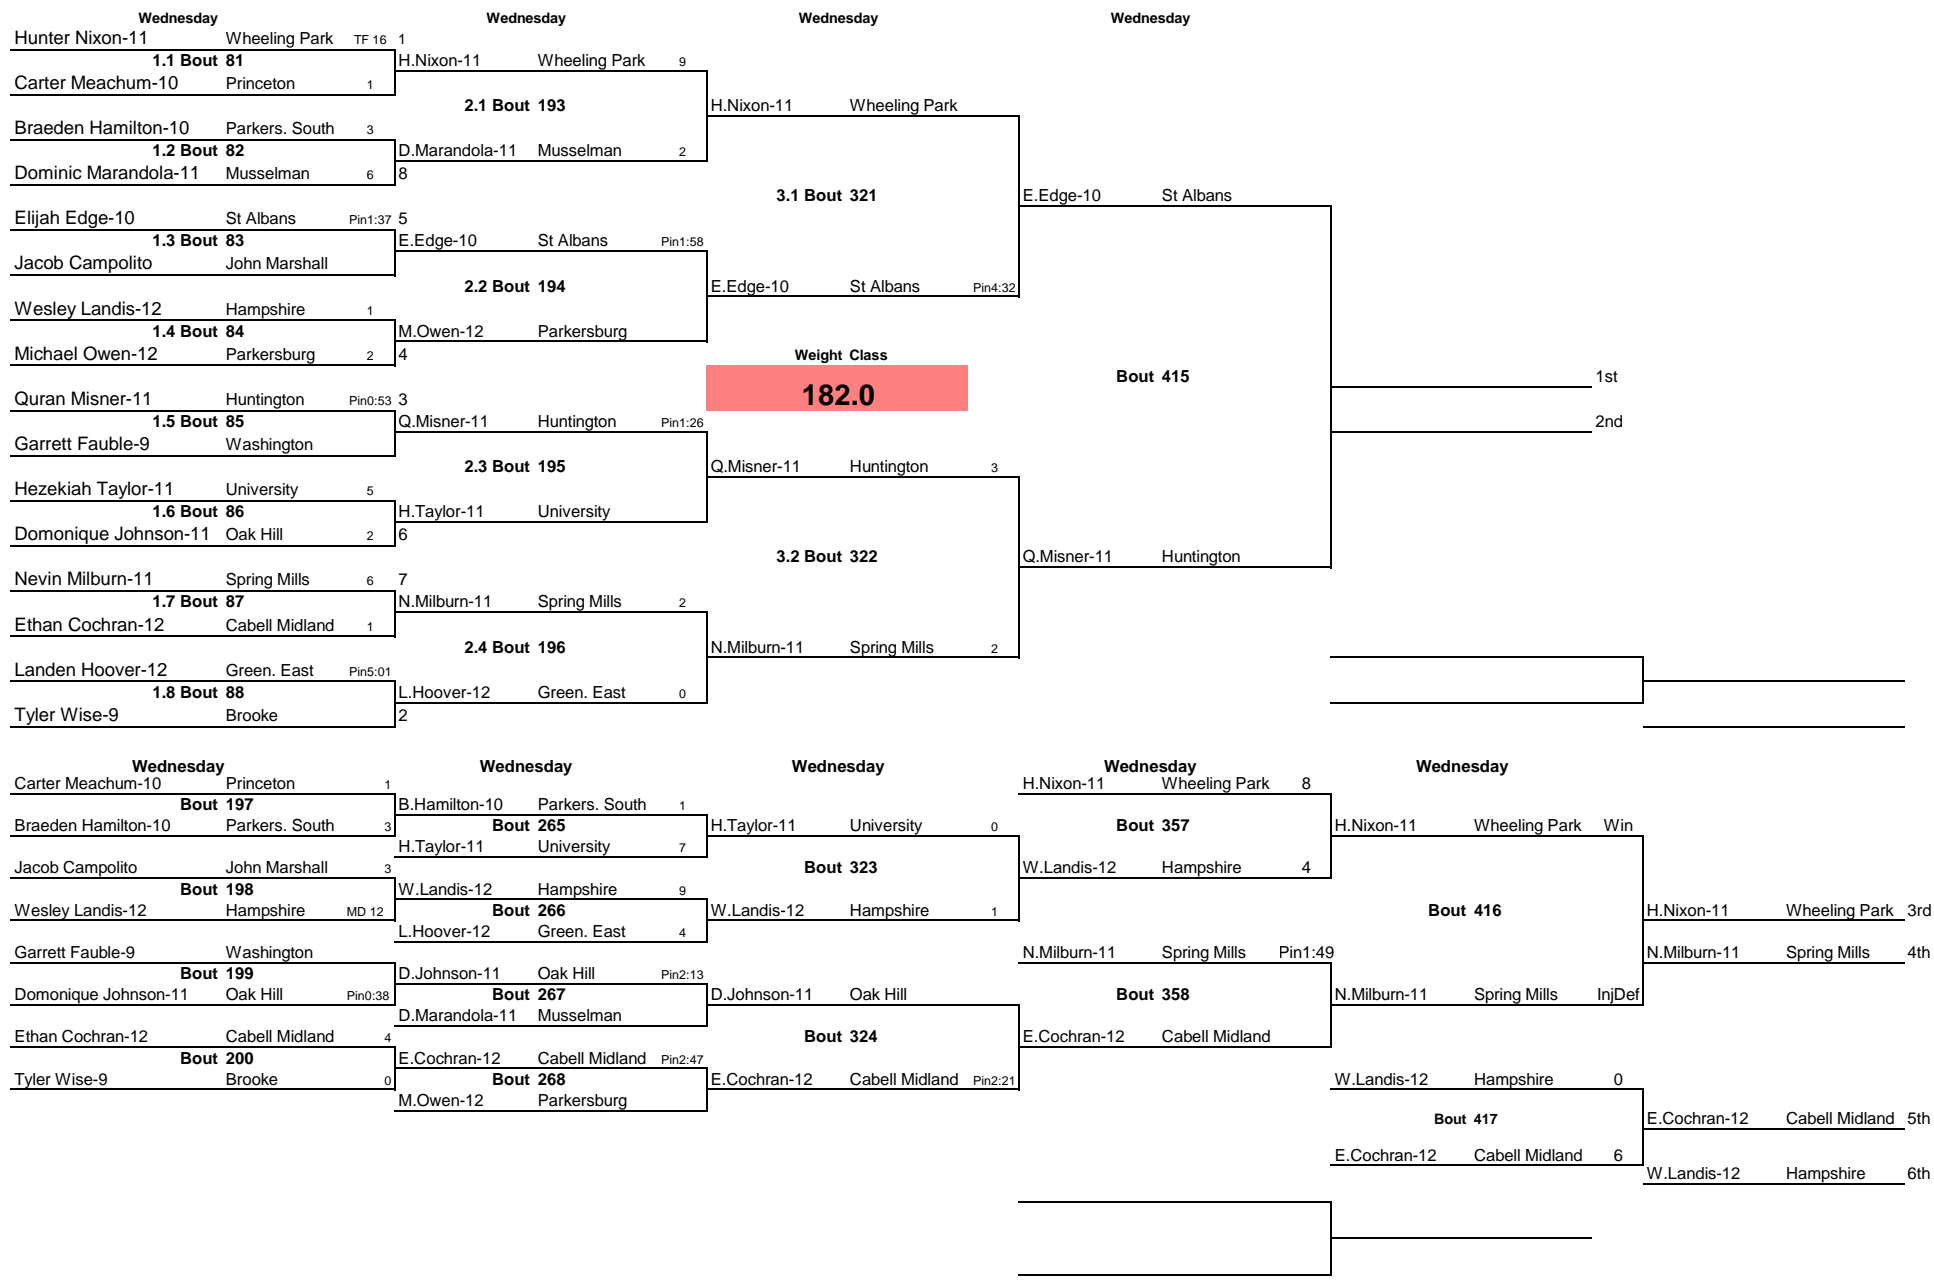 Wednesday Wednesday Wednesday Wednesday
Hunter Nixon-11 Wheeling Park TF 16 1
1.1 Bout 81 H.Nixon-11 Wheeling Park 9
Carter Meachum-10 Princeton 1
2.1 Bout 193 H.Nixon-11 Wheeling Park
Braeden Hamilton-10 Parkers. South 3
1.2 Bout 82 D.Marandola-11 Musselman 2
Dominic Marandola-11 Musselman 6 8
3.1 Bout 321 E.Edge-10 St Albans
Elijah Edge-10 St Albans Pin1:37 5
1.3 Bout 83 E.Edge-10 St Albans Pin1:58
Jacob Campolito John Marshall
2.2 Bout 194 E.Edge-10 St Albans Pin4:32
Wesley Landis-12 Hampshire 1
1.4 Bout 84 M.Owen-12 Parkersburg
Michael Owen-12 Parkersburg 2 4 Weight Class
Bout 415 1st
Quran Misner-11 Huntington Pin0:53 3 182.0
1.5 Bout 85 Q.Misner-11 Huntington Pin1:26 2nd
Garrett Fauble-9 Washington
2.3 Bout 195 Q.Misner-11 Huntington 3
Hezekiah Taylor-11 University 5
1.6 Bout 86 H.Taylor-11 University
Domonique Johnson-11 Oak Hill 2 6
3.2 Bout 322 Q.Misner-11 Huntington
Nevin Milburn-11 Spring Mills 6 7
1.7 Bout 87 N.Milburn-11 Spring Mills 2
Ethan Cochran-12 Cabell Midland 1
2.4 Bout 196 N.Milburn-11 Spring Mills 2
Landen Hoover-12 Green. East Pin5:01
1.8 Bout 88 L.Hoover-12 Green. East 0
Tyler Wise-9 Brooke 2
Wednesday Wednesday Wednesday Wednesday Wednesday
Carter Meachum-10 Princeton 1 H.Nixon-11 Wheeling Park 8
Bout 197 B.Hamilton-10 Parkers. South 1
Braeden Hamilton-10 Parkers. South 3 Bout 265 H.Taylor-11 University 0 Bout 357 H.Nixon-11 Wheeling Park Win
H.Taylor-11 University 7
Jacob Campolito John Marshall 3 Bout 323 W.Landis-12 Hampshire 4
Bout 198 W.Landis-12 Hampshire 9
Wesley Landis-12 Hampshire MD 12 Bout 266 W.Landis-12 Hampshire 1 Bout 416 H.Nixon-11 Wheeling Park 3rd
L.Hoover-12 Green. East 4
Garrett Fauble-9 Washington N.Milburn-11 Spring Mills Pin1:49 N.Milburn-11 Spring Mills 4th
Bout 199 D.Johnson-11 Oak Hill Pin2:13
Domonique Johnson-11 Oak Hill Pin0:38 Bout 267 D.Johnson-11 Oak Hill Bout 358 N.Milburn-11 Spring Mills InjDef
D.Marandola-11 Musselman
Ethan Cochran-12 Cabell Midland 4 Bout 324 E.Cochran-12 Cabell Midland
Bout 200 E.Cochran-12 Cabell Midland Pin2:47
Tyler Wise-9 Brooke 0 Bout 268 E.Cochran-12 Cabell Midland Pin2:21 W.Landis-12 Hampshire 0
M.Owen-12 Parkersburg
Bout 417 E.Cochran-12 Cabell Midland 5th
E.Cochran-12 Cabell Midland 6
W.Landis-12 Hampshire 6th